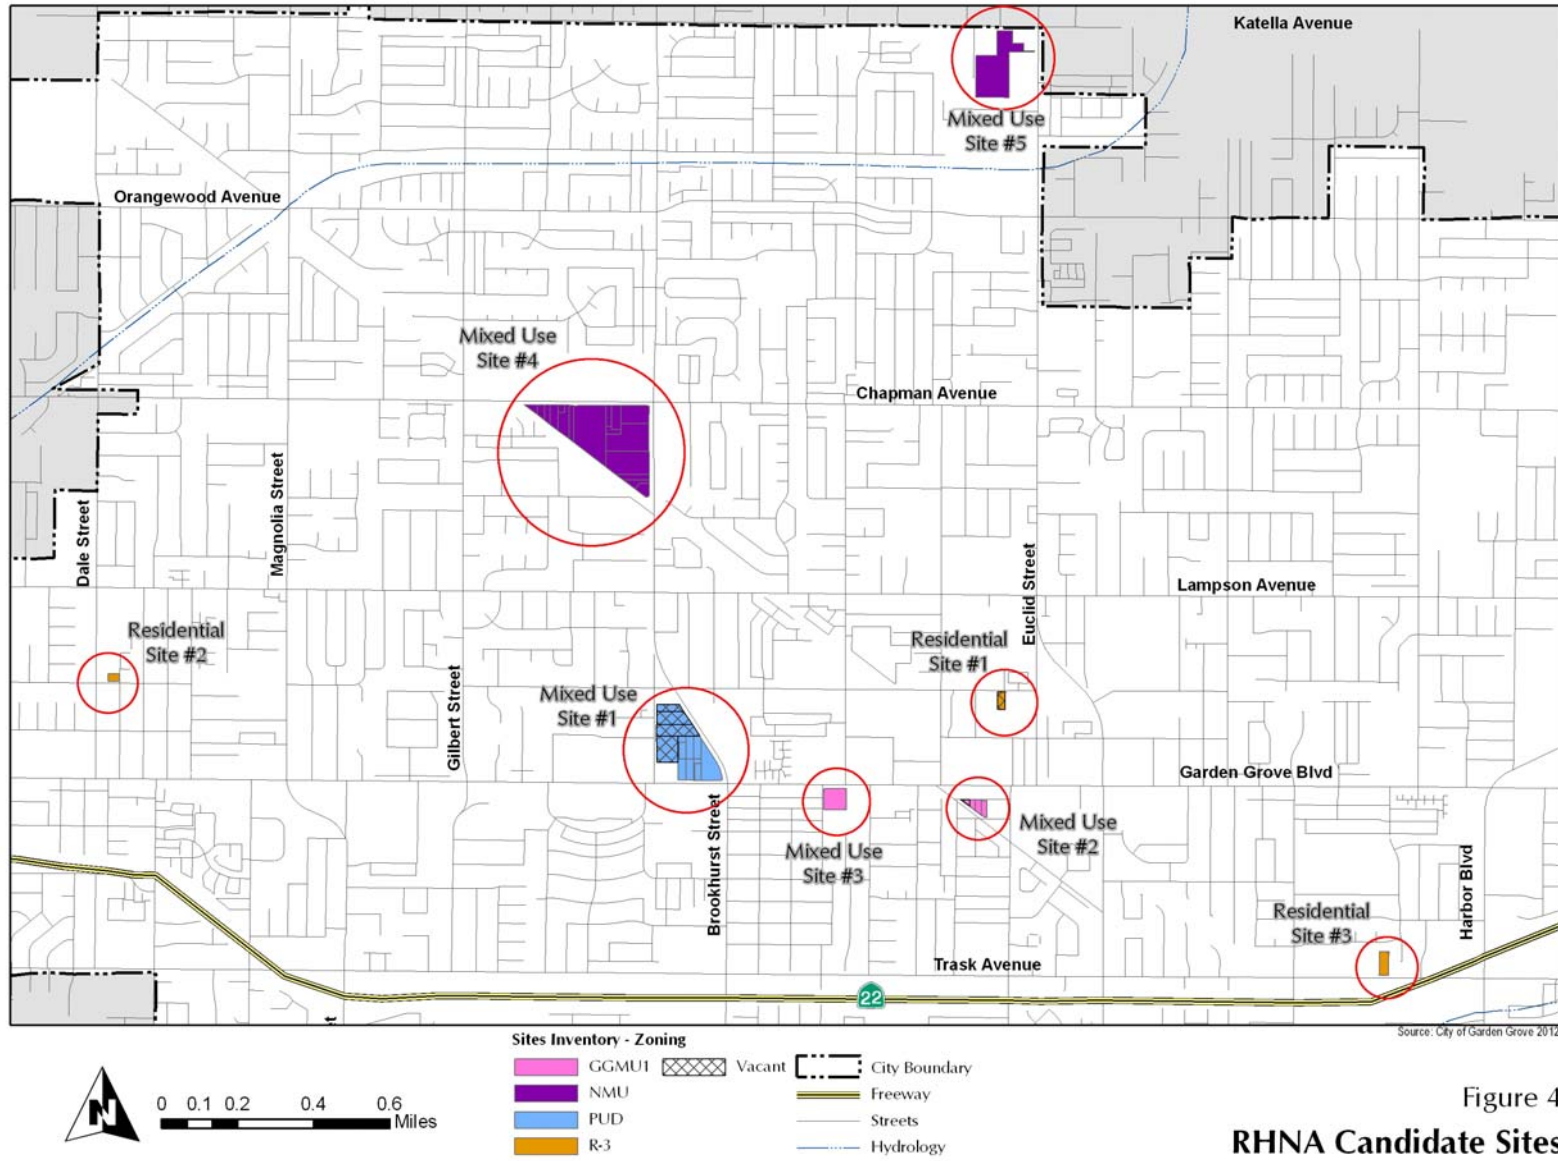 Katella Avenue
Mixed Use
Site #5
Orangewood Avenue
Mixed Use
Site #4
Chapman Avenue
Magnolia Street
Dale Street
Euclid Street
Lampson Avenue
Residential
Site #2
Residential
Site #1
Gilbert Street
Mixed Use
Site #1
Garden Grove Blvd
Brookhurst Street
Mixed Use
Site #3
Mixed Use
Site #2
Harbor Blvd
Residential
Site #3
Trask Avenue
22
Source: City of Garden Grove 2012
Sites Inventory - Zoning
GGMU1 Vacant City Boundary
NMU Freeway
PUD Streets
R-3 Hydrology
N
0 0.1 0.2 0.4 0.6
Miles
Figure 4
RHNA Candidate Sites